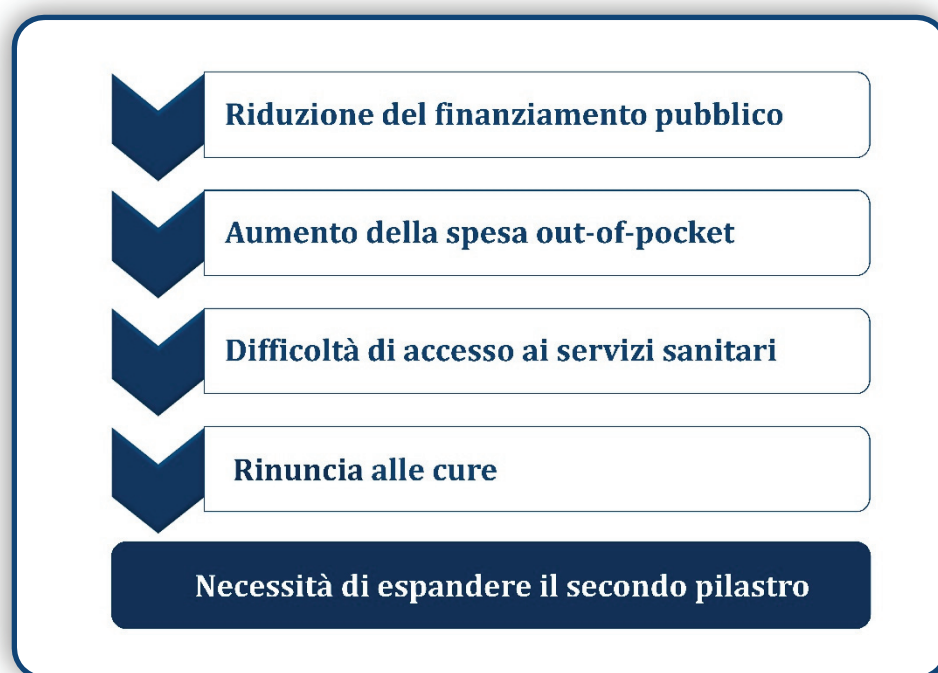 Riduzione del finanziamento pubblico
Aumento della spesa out-of-pocket
Difficoltà di accesso ai servizi sanitari
Rinuncia alle cure
Necessità di espandere il secondo pilastro